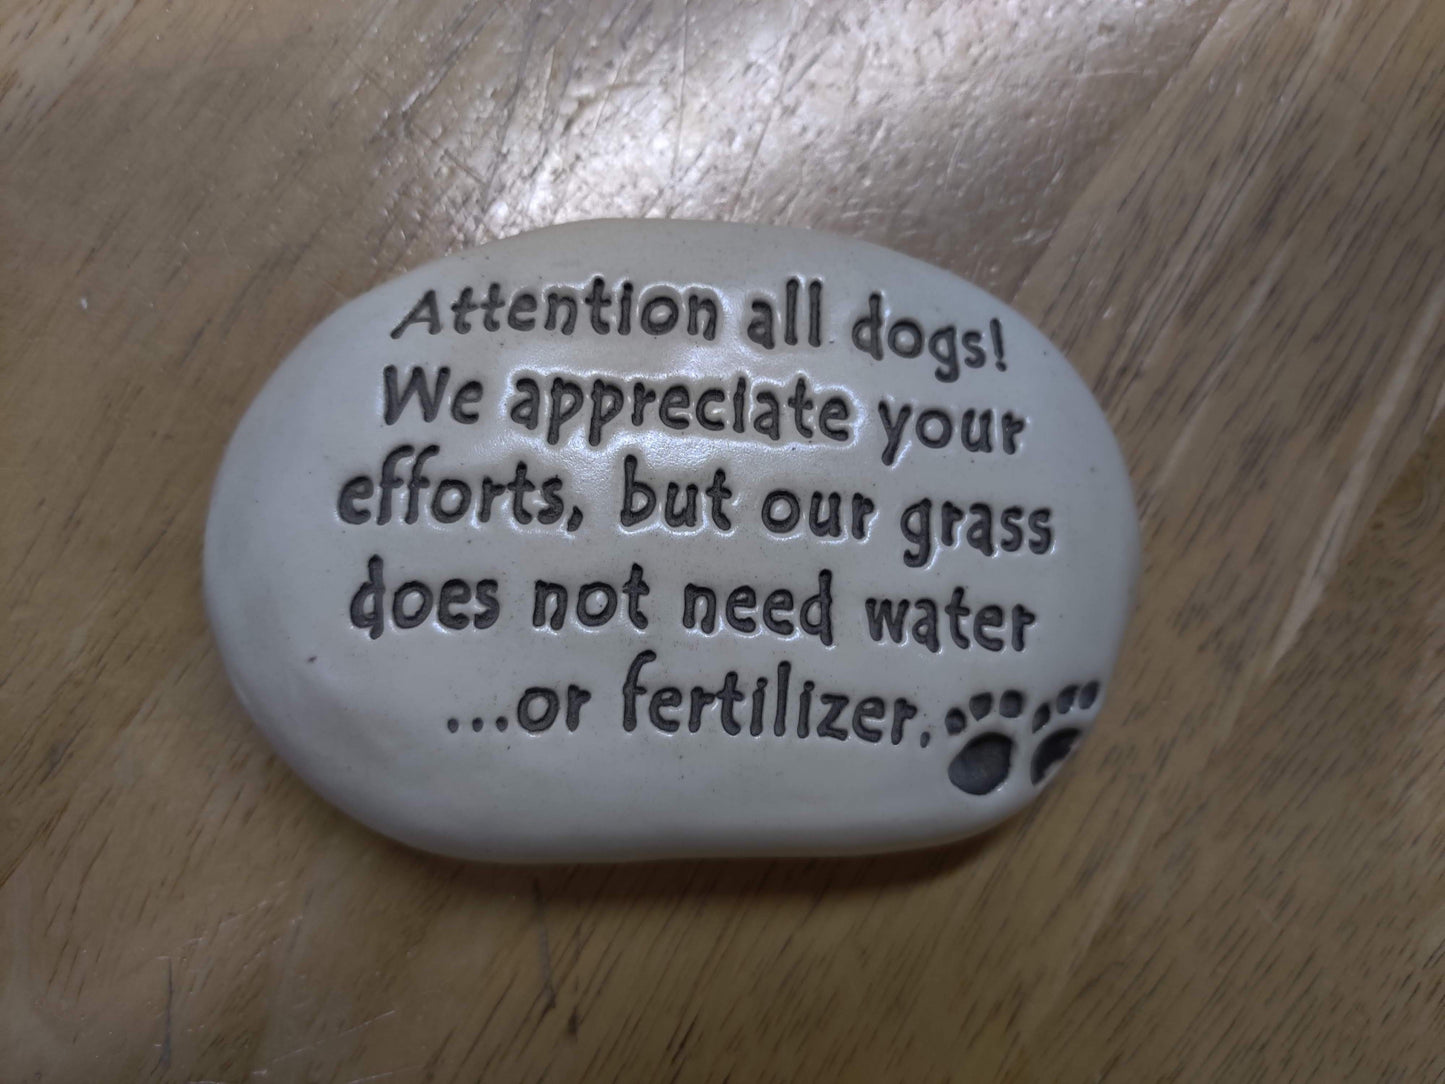 Attention all dogs!
We appreciate your
efforts, but our grass
does not need water
...or fertilizer.